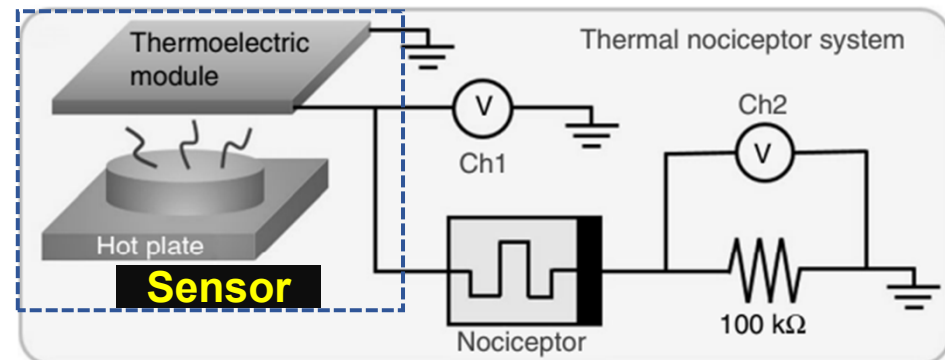 Thermoelectric
module
Thermal nociceptor system
V
Ch1
Ch2
V
Hot plate
Sensor
Nociceptor
100 kΩ